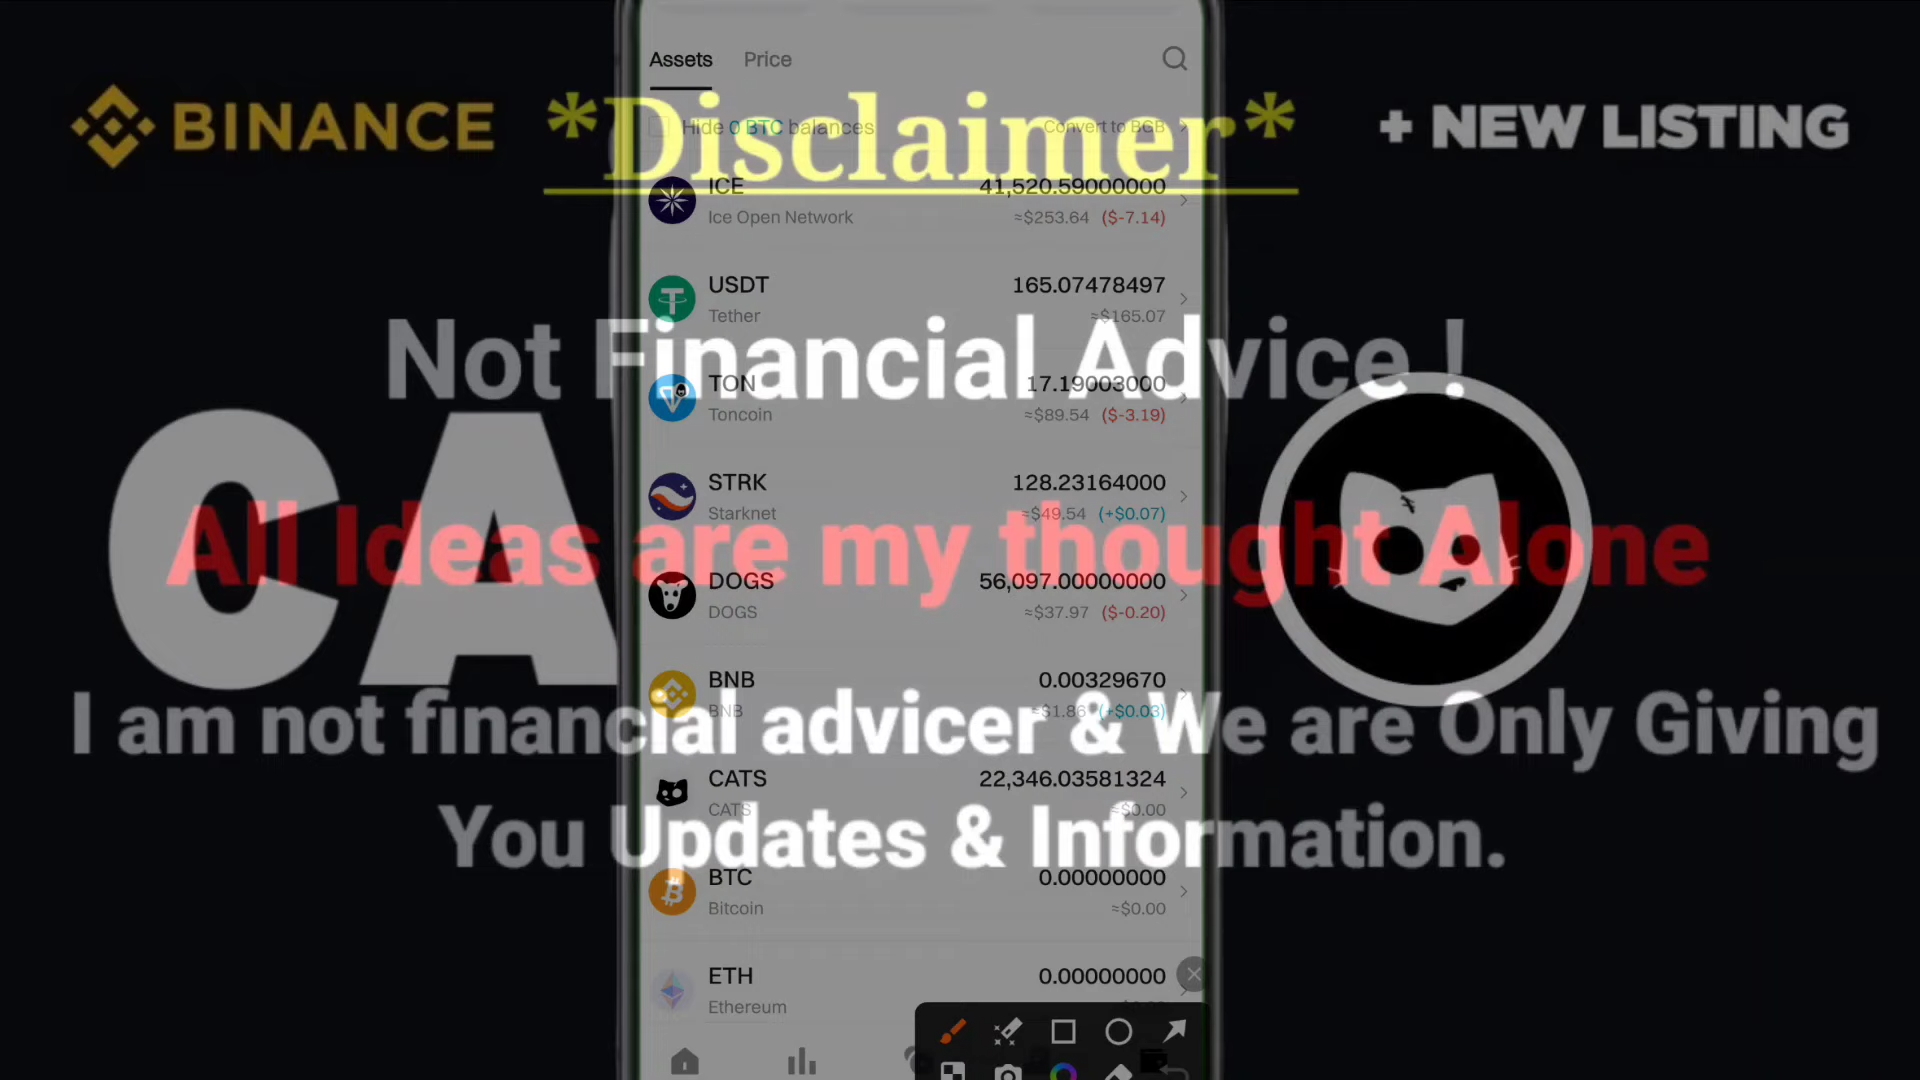 Assets Price
BINANCE *Disclaimer* + NEW LISTING
Hide 0 BTC balances Convert to BGB
ICE 41,520.59000000
Ice Open Network ≈$253.64 ($-7.14)
USDT 165.07478497
Tether ≈$165.07
Not Financial Advice !
TON 17.19003000
Toncoin ≈$89.54 ($-3.19)
CA
STRK 128.23164000
Starknet ≈$49.54 (+$0.07)
All Ideas are my thought Alone
DOGS 56,097.00000000
DOGS ≈$37.97 ($-0.20)
BNB 0.00329670
BNB ≈$1.86 (+$0.03)
I am not financial advicer & We are Only Giving
CATS 22,346.03581324
CATS ≈$0.00
You Updates & Information.
BTC 0.00000000
Bitcoin ≈$0.00
ETH 0.00000000
Ethereum